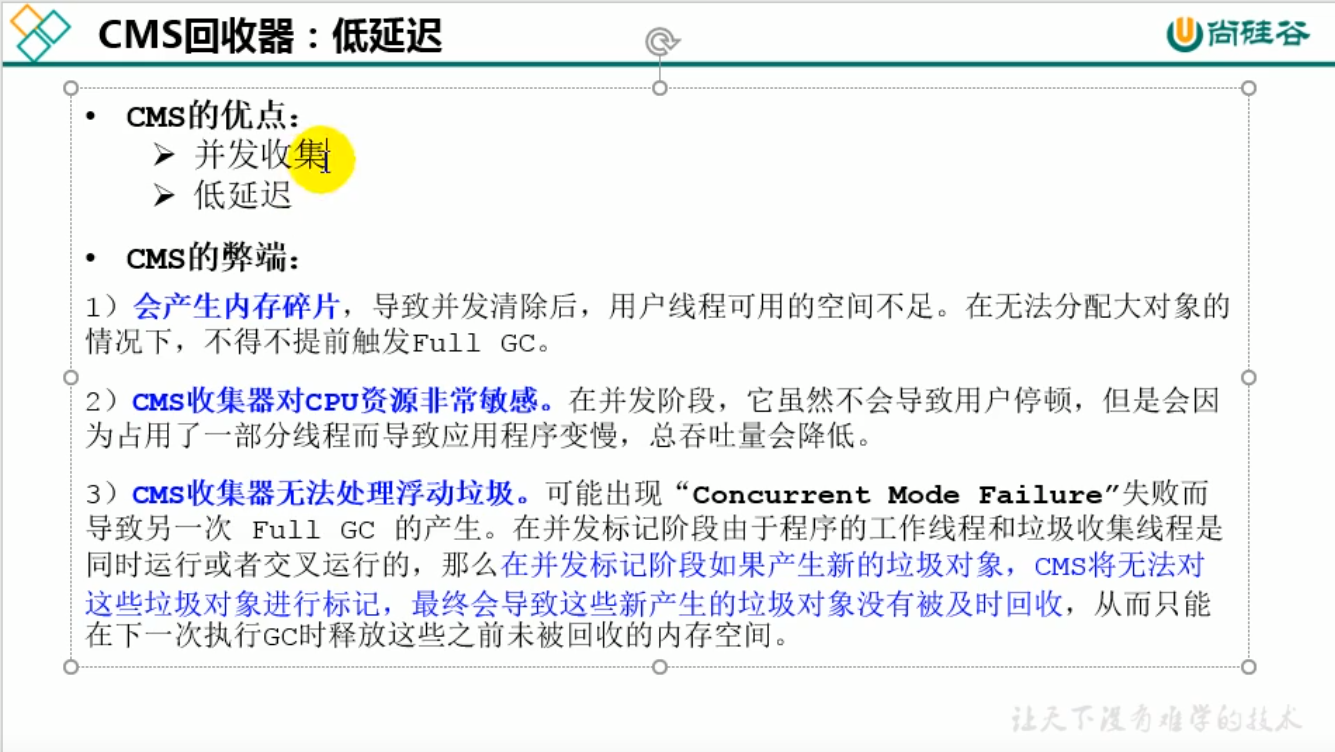 CMS回收器：低延迟
尚硅谷
• CMS的优点：
➢ 并发收集
➢ 低延迟
• CMS的弊端：
1）会产生内存碎片，导致并发清除后，用户线程可用的空间不足。在无法分配大对象的
情况下，不得不提前触发Full GC。
2）CMS收集器对CPU资源非常敏感。在并发阶段，它虽然不会导致用户停顿，但是会因
为占用了一部分线程而导致应用程序变慢，总吞吐量会降低。
3）CMS收集器无法处理浮动垃圾。可能出现“Concurrent Mode Failure”失败而
导致另一次 Full GC 的产生。在并发标记阶段由于程序的工作线程和垃圾收集线程是
同时运行或者交叉运行的，那么在并发标记阶段如果产生新的垃圾对象，CMS将无法对
这些垃圾对象进行标记，最终会导致这些新产生的垃圾对象没有被及时回收，从而只能
在下一次执行GC时释放这些之前未被回收的内存空间。
让天下没有难学的技术